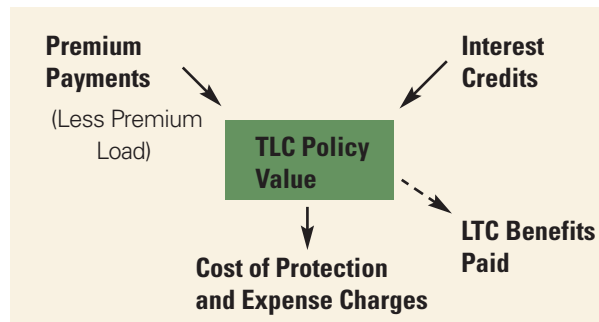 Premium
Payments
(Less Premium
Load)
Interest
Credits
TLC Policy
Value
LTC Benefits
Paid
Cost of Protection
and Expense Charges